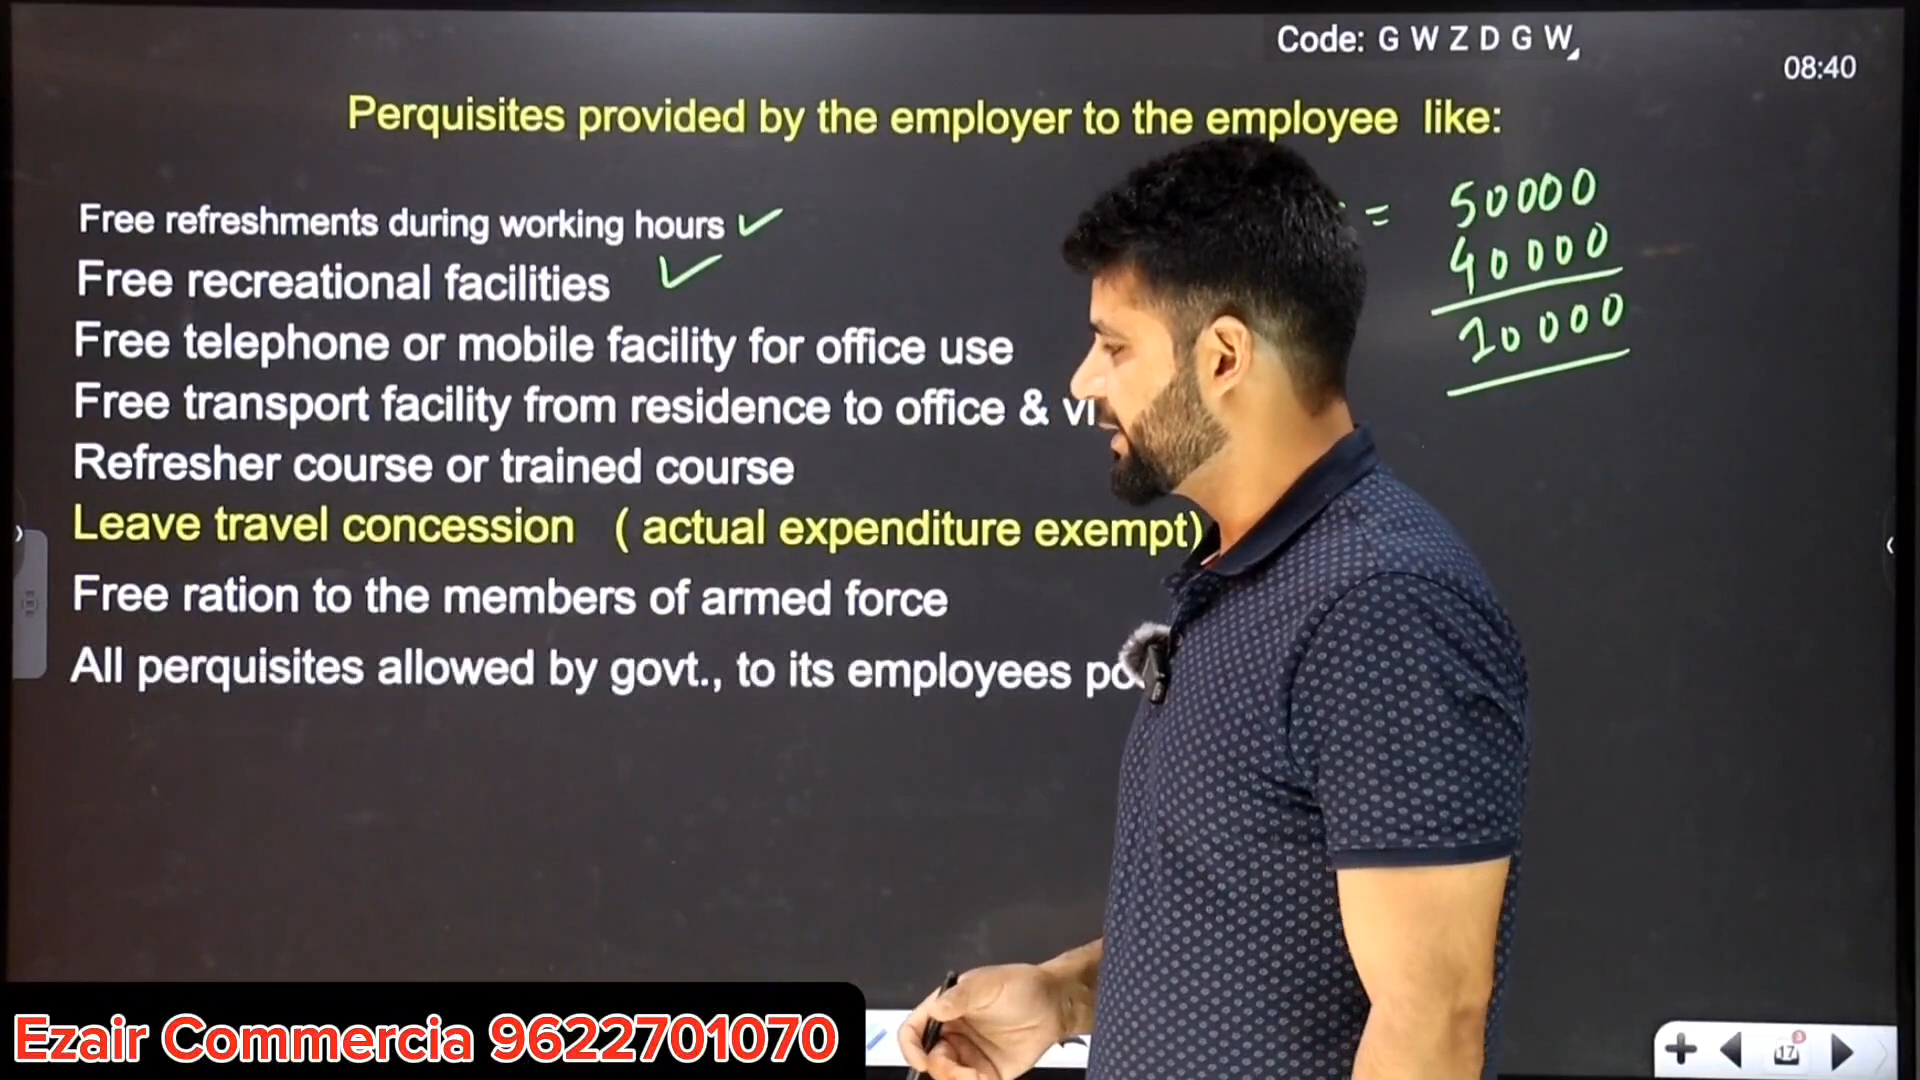 Code: G W Z D G W
08:40
Perquisites provided by the employer to the employee like:
Free refreshments during working hours
= 50000
Free recreational facilities
40000
10000
Free telephone or mobile facility for office use
Free transport facility from residence to office &
Refresher course or trained course
Leave travel concession ( actual expenditure exempt)
Free ration to the members of armed force
All perquisites allowed by govt., to its employees
Ezair Commercia 9622701070
17